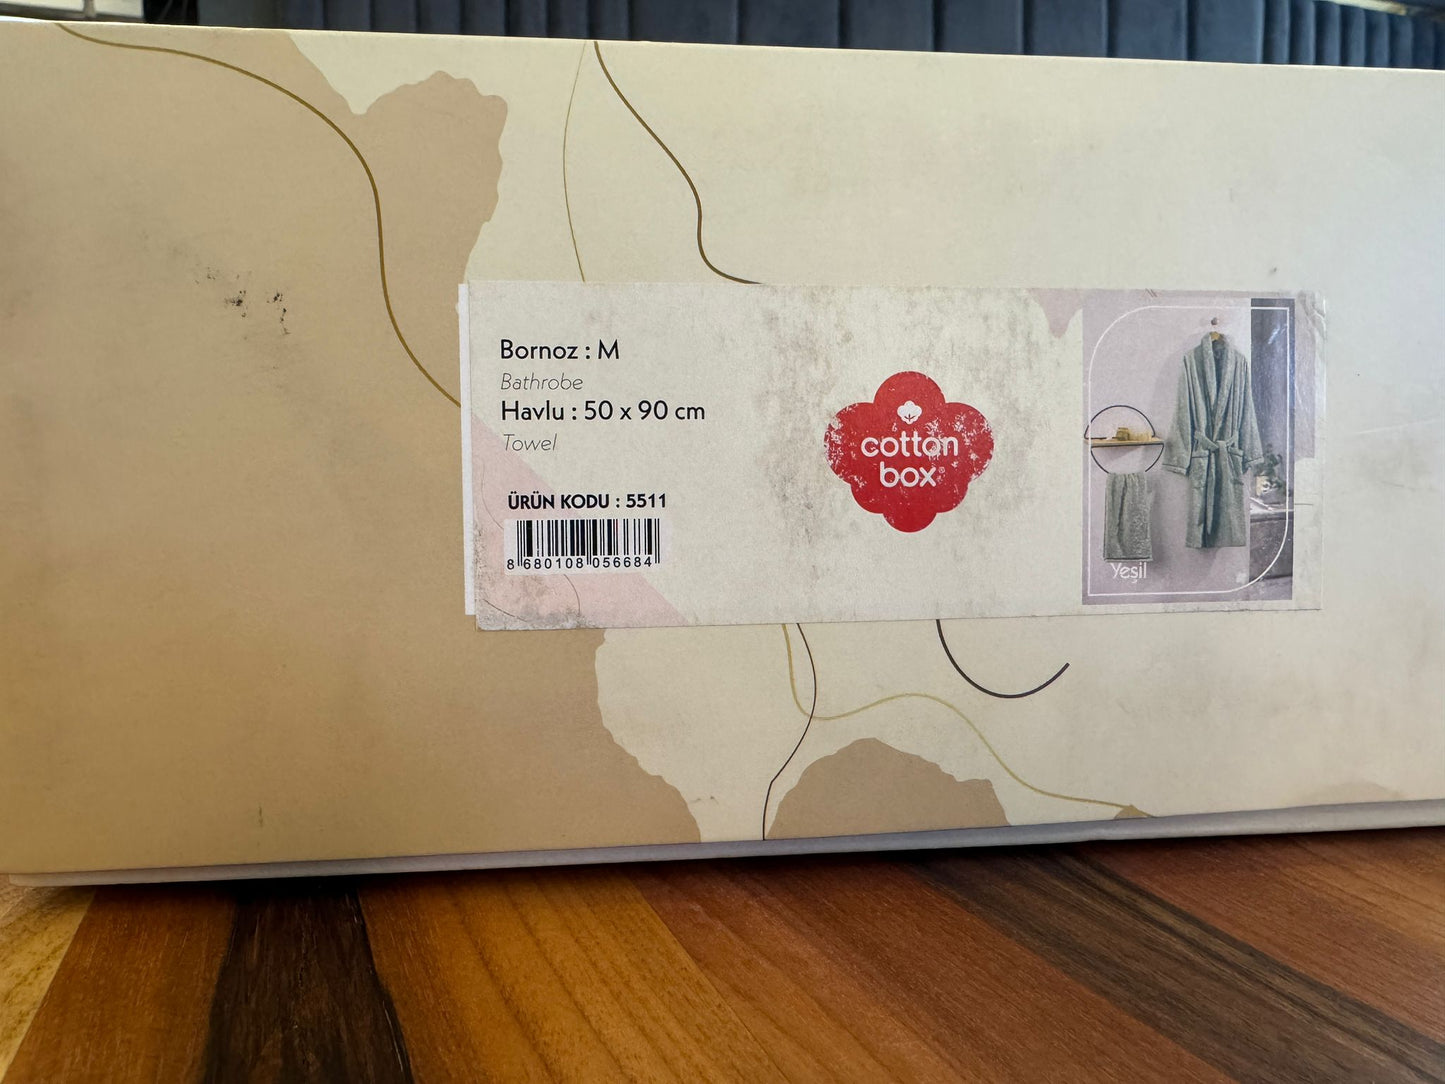 Bornoz : M
Bathrobe
Havlu : 50 x 90 cm
Towel
ÜRÜN KODU : 5511
8 680108 056684
cotton
box®
Yeşil